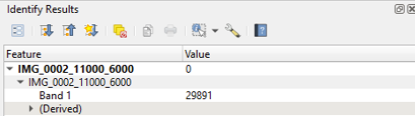 Identify Results
Feature Value
IMG_0002_11000_6000 0
IMG_0002_11000_6000
Band 1 29891
(Derived)